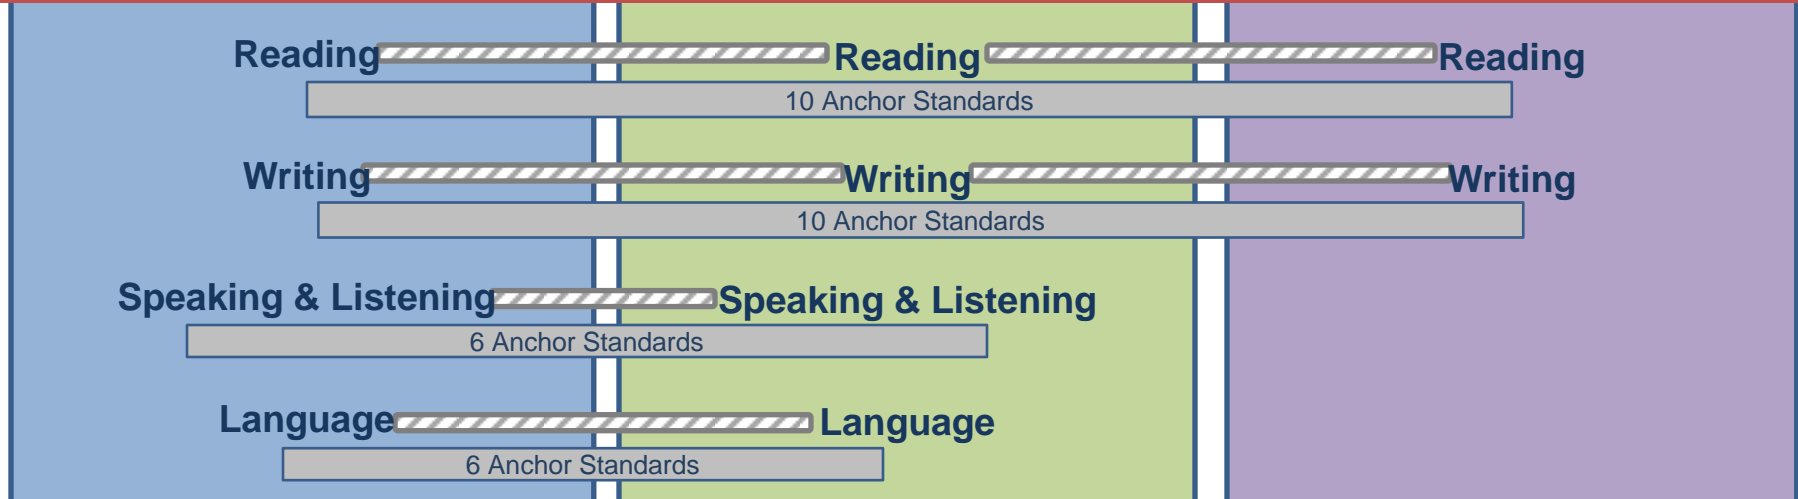 Reading Reading Reading
10 Anchor Standards
Writing Writing Writing
10 Anchor Standards
Speaking & Listening Speaking & Listening
6 Anchor Standards
Language Language
6 Anchor Standards